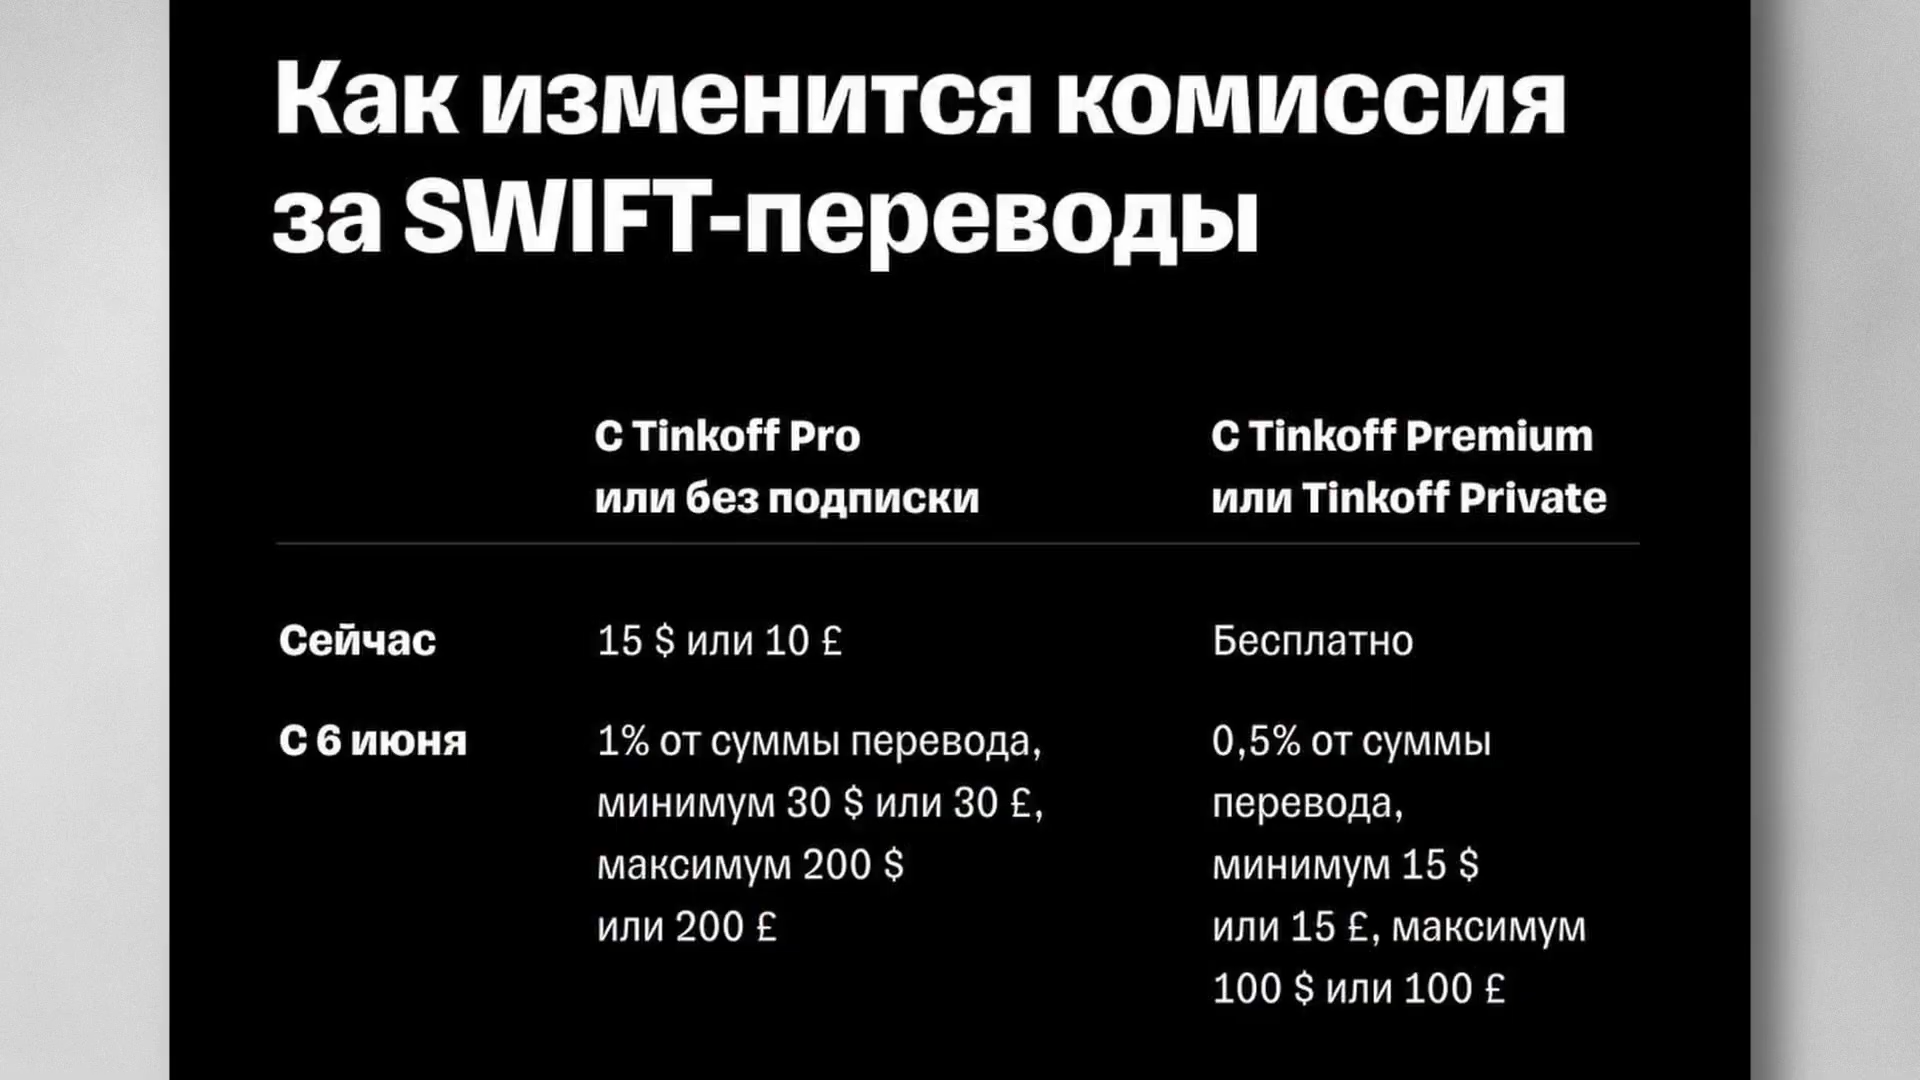 Как изменится комиссия
за SWIFT-переводы
С Tinkoff Pro
или без подписки
С Tinkoff Premium
или Tinkoff Private
Сейчас
15 $ или 10 £
Бесплатно
С 6 июня
1% от суммы перевода,
минимум 30 $ или 30 £,
максимум 200 $
или 200 £
0,5% от суммы
перевода,
минимум 15 $
или 15 £, максимум
100 $ или 100 £